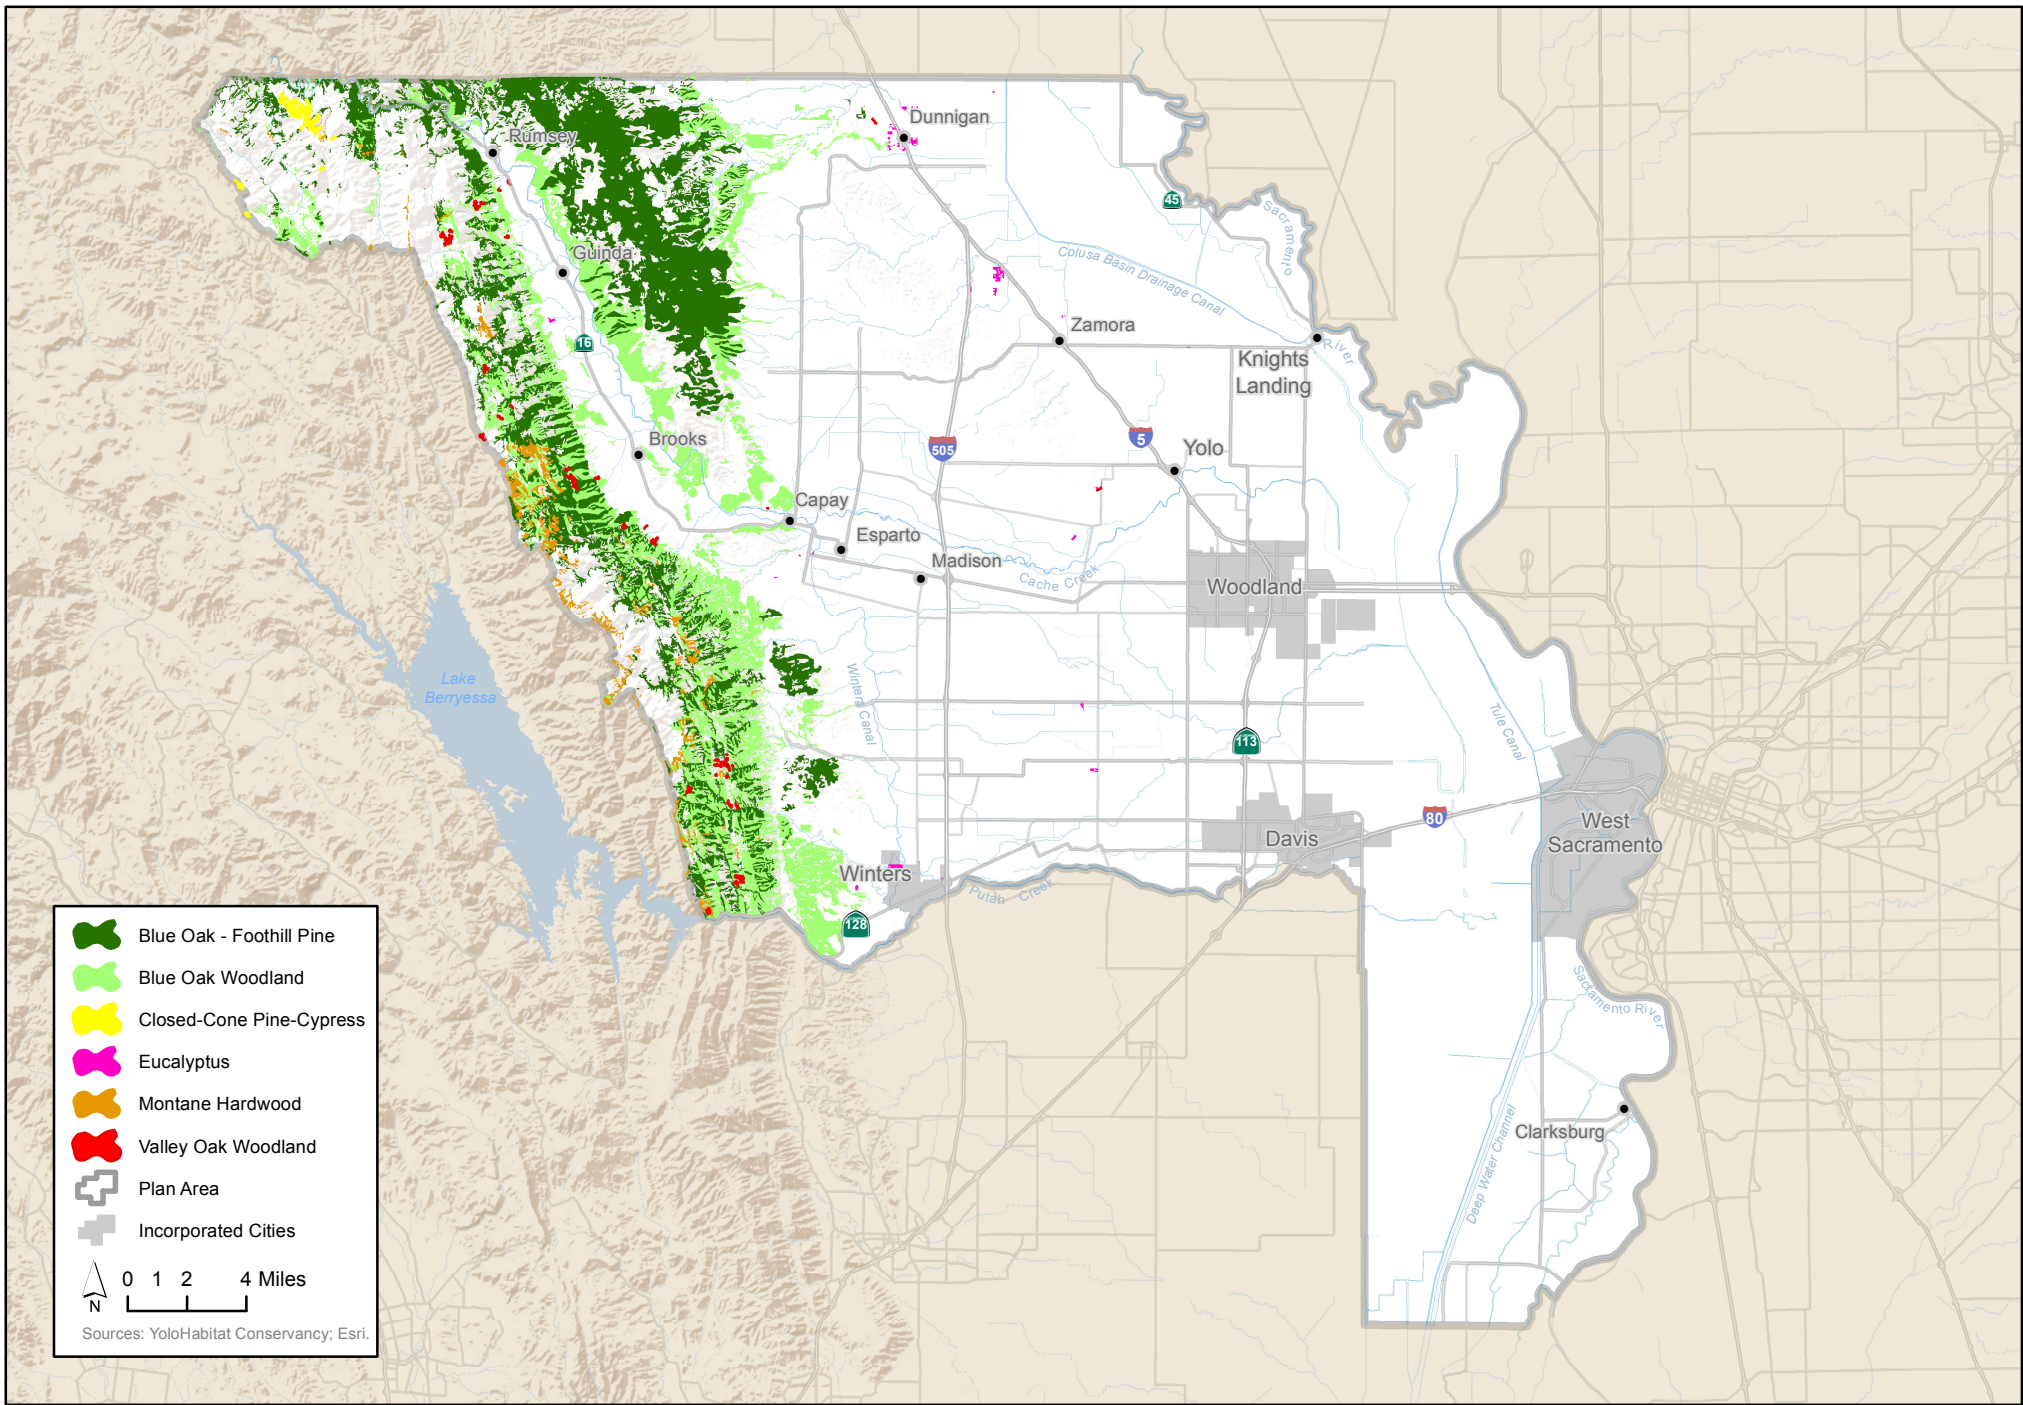 Dunnigan
Rumsey
45
Sacramento
Guinda
Colusa Basin Drainage Canal
16
Zamora
River
Knights
Landing
Brooks
505
5
Yolo
Capay
Esparto
Madison
Cache Creek
Woodland
Lake
Berryessa
Winters Canal
Tule Canal
113
80
West
Sacramento
Davis
Winters
Putah Creek
128
Sacramento River
Clarksburg
Deep Water Channel
Blue Oak - Foothill Pine
Blue Oak Woodland
Closed-Cone Pine-Cypress
Eucalyptus
Montane Hardwood
Valley Oak Woodland
Plan Area
Incorporated Cities
N
0 1 2 4 Miles
Sources: YoloHabitat Conservancy; Esri.